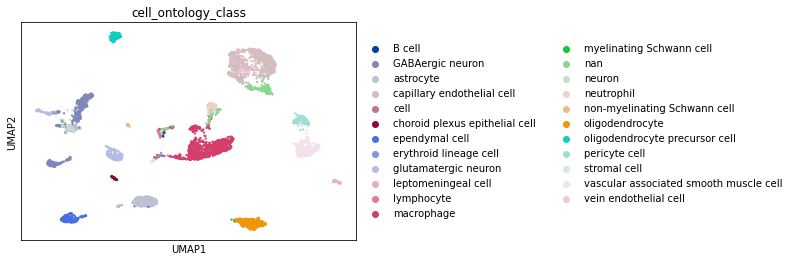 cell_ontology_class
UMAP2
UMAP1
B cell
GABAergic neuron
astrocyte
capillary endothelial cell
cell
choroid plexus epithelial cell
ependymal cell
erythroid lineage cell
glutamatergic neuron
leptomeningeal cell
lymphocyte
macrophage
myelinating Schwann cell
nan
neuron
neutrophil
non-myelinating Schwann cell
oligodendrocyte
oligodendrocyte precursor cell
pericyte cell
stromal cell
vascular associated smooth muscle cell
vein endothelial cell